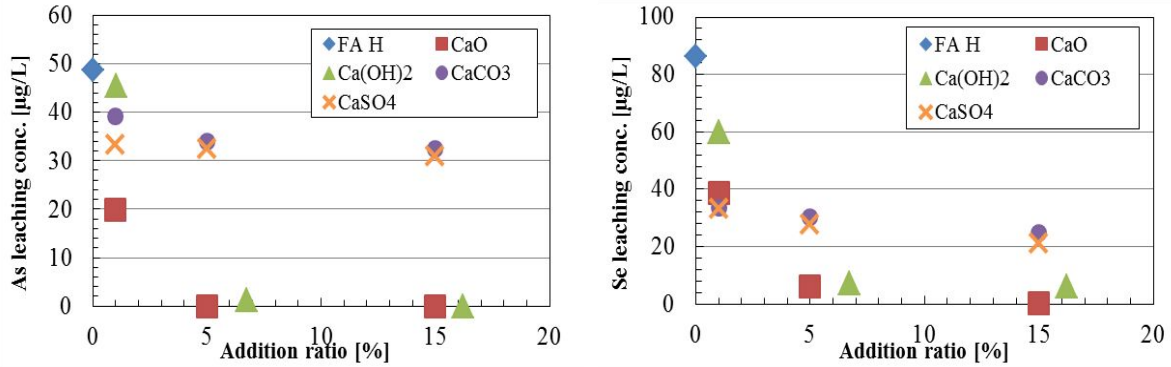 As leaching conc. [µg/L]
60
50
40
30
20
10
0
FA H
CaO
Ca(OH)2
CaCO3
CaSO4
0 5 10 15 20
Addition ratio [%]
Se leaching conc. [µg/L]
100
80
60
40
20
0
FA H
CaO
Ca(OH)2
CaCO3
CaSO4
0 5 10 15 20
Addition ratio [%]